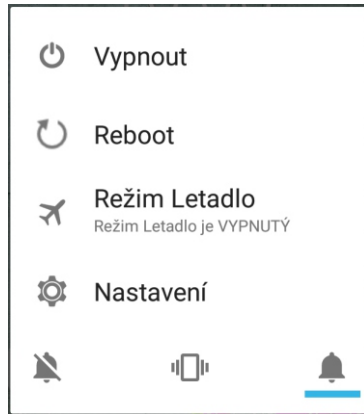 Vypnout
Reboot
Režim Letadlo
Režim Letadlo je VYPNUTÝ
Nastavení